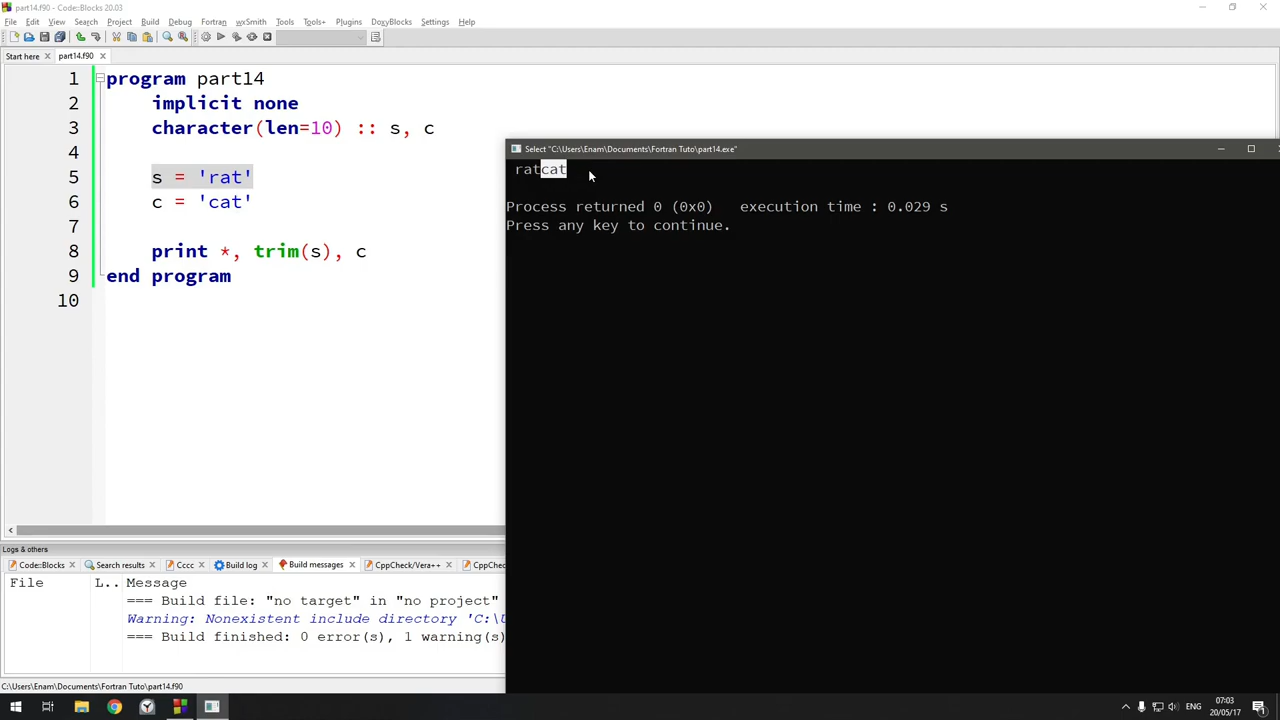 part14.f90 - Code::Blocks 20.03
File Edit View Search Project Build Debug Fortran wxSmith Tools Tools+ Plugins DoxyBlocks Settings Help
Start here part14.f90
1 program part14
2 implicit none
3 character(len=10) :: s, c
4
5 s = 'rat'
6 c = 'cat'
7
8 print *, trim(s), c
9 end program
10
Select "C:\Users\Enam\Documents\Fortran Tuto\part14.exe"
ratcat
Process returned 0 (0x0) execution time : 0.029 s
Press any key to continue.
Logs & others
Code::Blocks Search results Cccc Build log Build messages CppCheck/Vera++ CppChe
File L.. Message
=== Build file: "no target" in "no project"
Warning: Nonexistent include directory 'C:\U
=== Build finished: 0 error(s), 1 warning(s)
C:\Users\Enam\Documents\Fortran Tuto\part14.f90
ENG
07:03
20/05/17
1